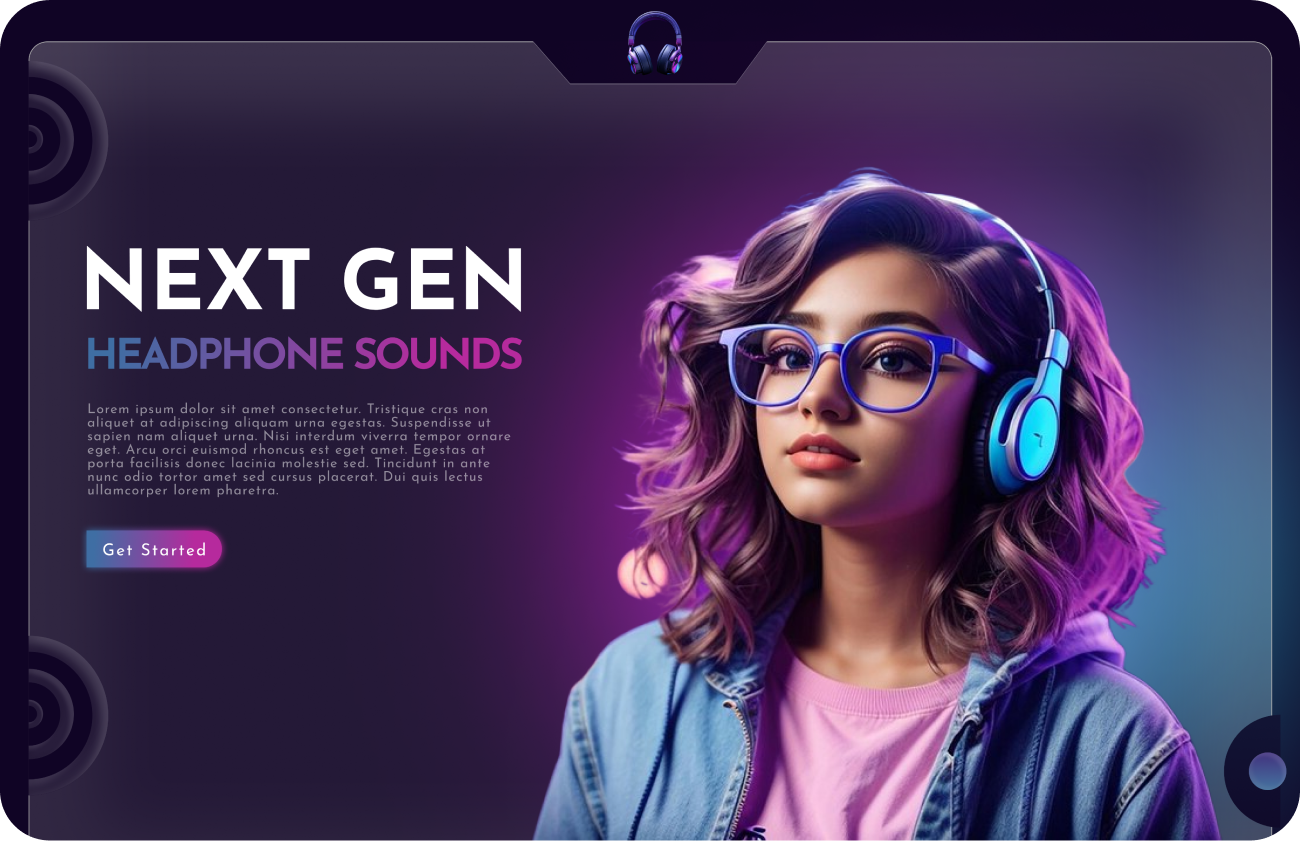 NEXT GEN
HEADPHONE SOUNDS
Lorem ipsum dolor sit amet consectetur. Tristique cras non
aliquet at adipiscing aliquam urna egestas. Suspendisse ut
sapien nam aliquet urna. Nisi interdum viverra tempor ornare
eget. Arcu orci euismod rhoncus est eget amet. Egestas at
porta facilisis donec lacinia molestie sed. Tincidunt in ante
nunc odio tortor amet sed cursus placerat. Dui quis lectus
ullamcorper lorem pharetra.
Get Started